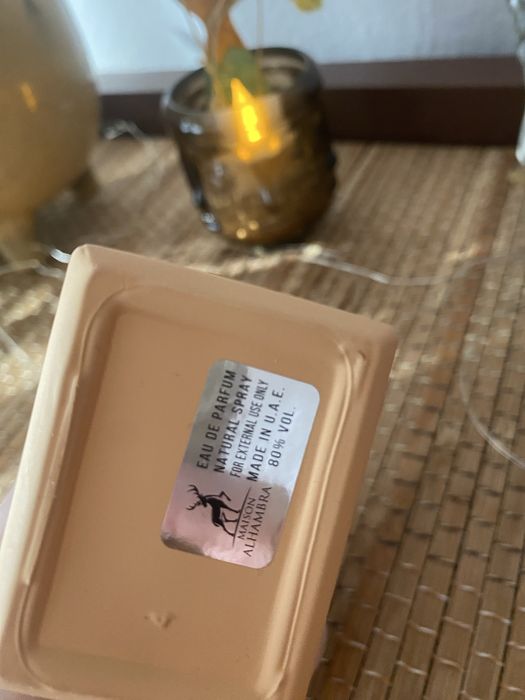 EAU DE PARFUM
NATURAL SPRAY
FOR EXTERNAL USE ONLY
MADE IN U.A.E.
80% VOL.
MAISON
ALHAMBRA